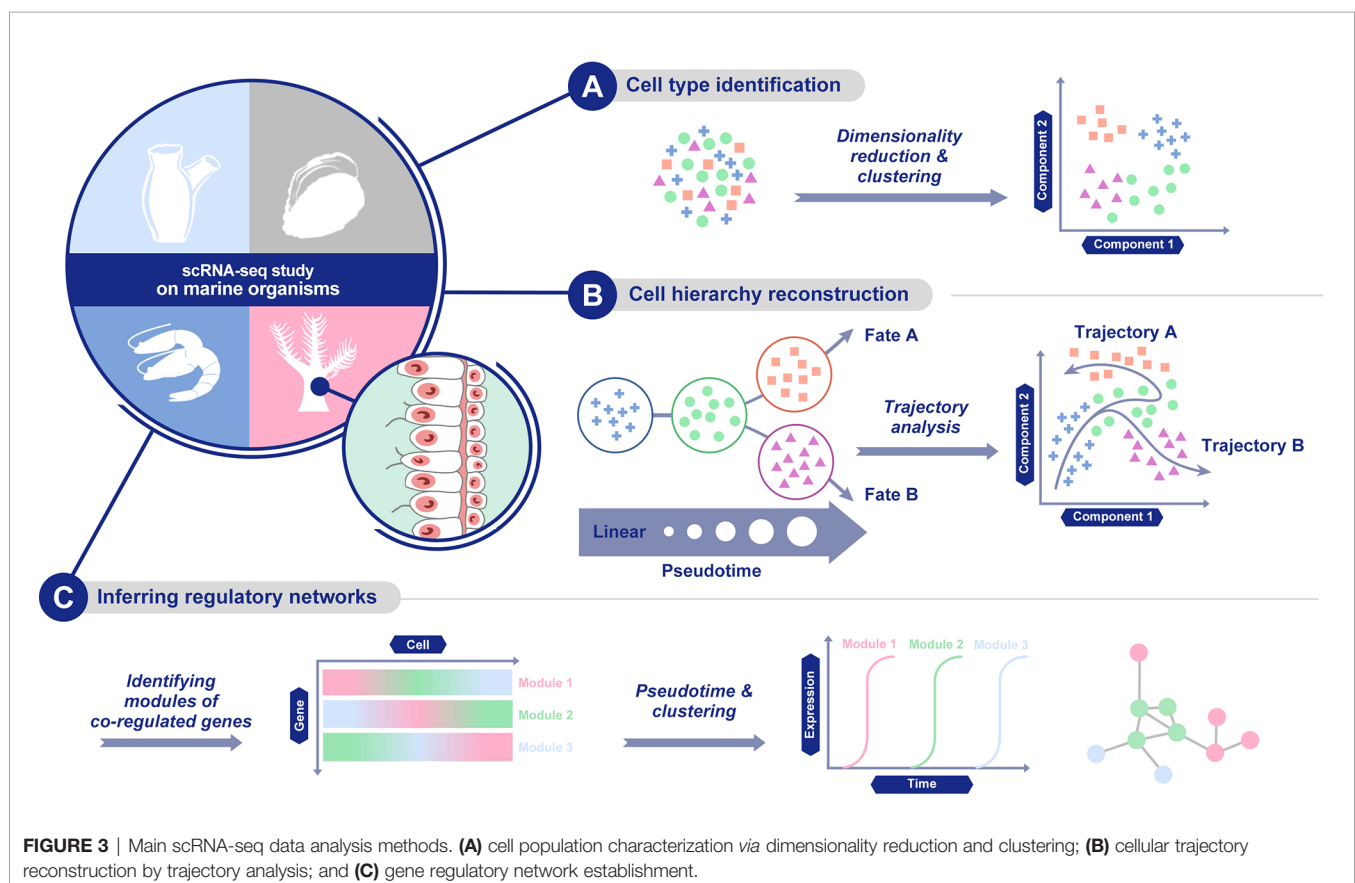 scRNA-seq study
on marine organisms
A Cell type identification
Dimensionality
reduction &
clustering
Component 2
Component 1
B Cell hierarchy reconstruction
Fate A
Fate B
Linear
Pseudotime
Trajectory
analysis
Trajectory A
Trajectory B
Component 2
Component 1
C Inferring regulatory networks
Identifying
modules of
co-regulated genes
Cell
Gene
Module 1
Module 2
Module 3
Pseudotime &
clustering
Expression
Module 1 Module 2 Module 3
Time
FIGURE 3 | Main scRNA-seq data analysis methods. (A) cell population characterization via dimensionality reduction and clustering; (B) cellular trajectory
reconstruction by trajectory analysis; and (C) gene regulatory network establishment.